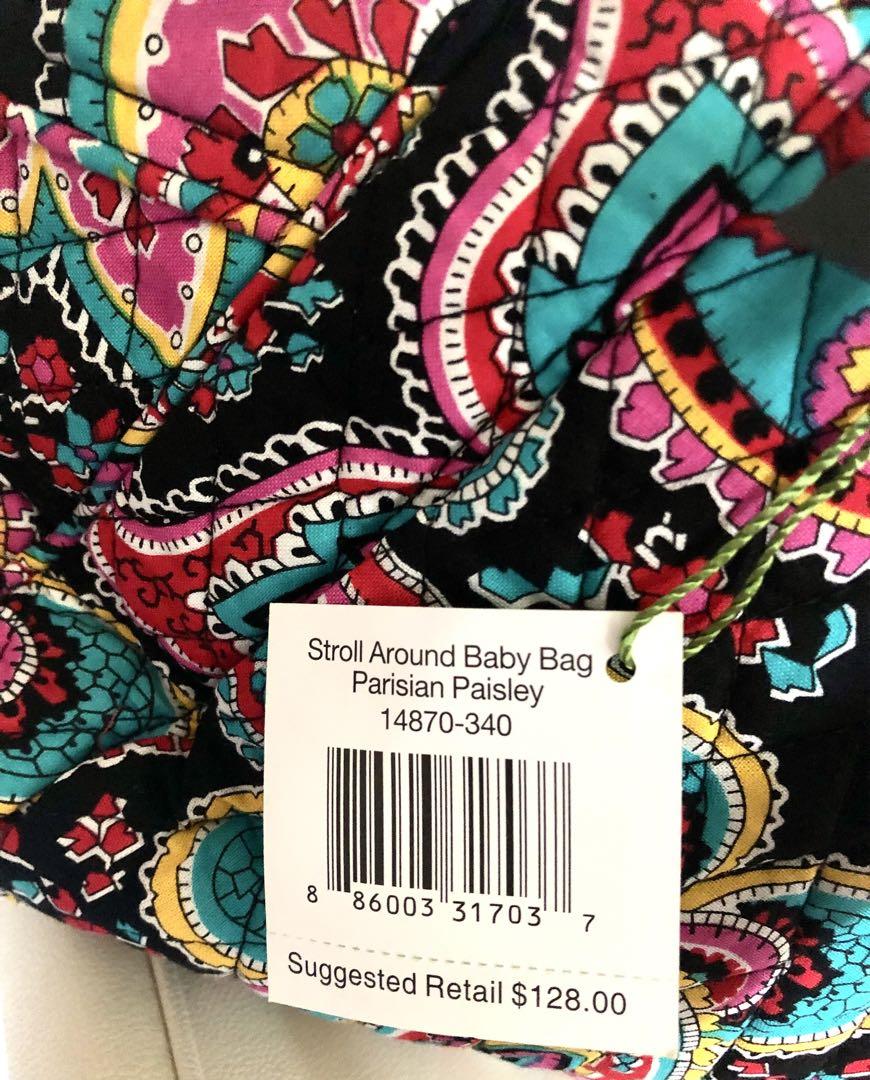 Stroll Around Baby Bag
Parisian Paisley
14870-340
8 86003 31703 7
Suggested Retail $128.00